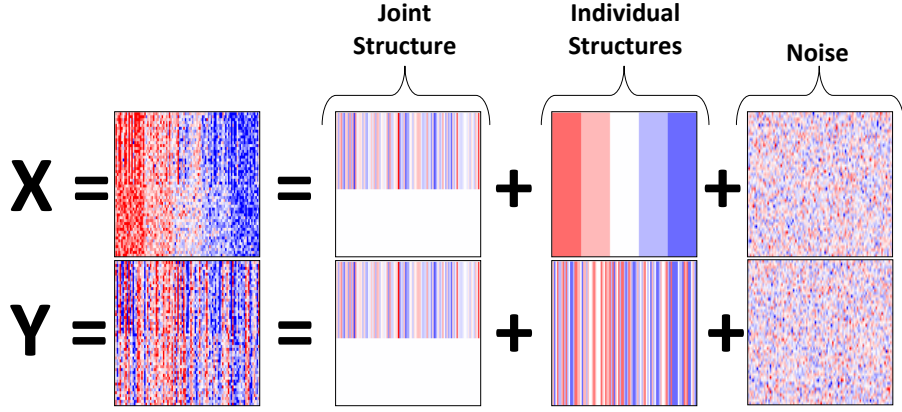 Joint
Structure
Individual
Structures
Noise
X = = + +
Y = = + +